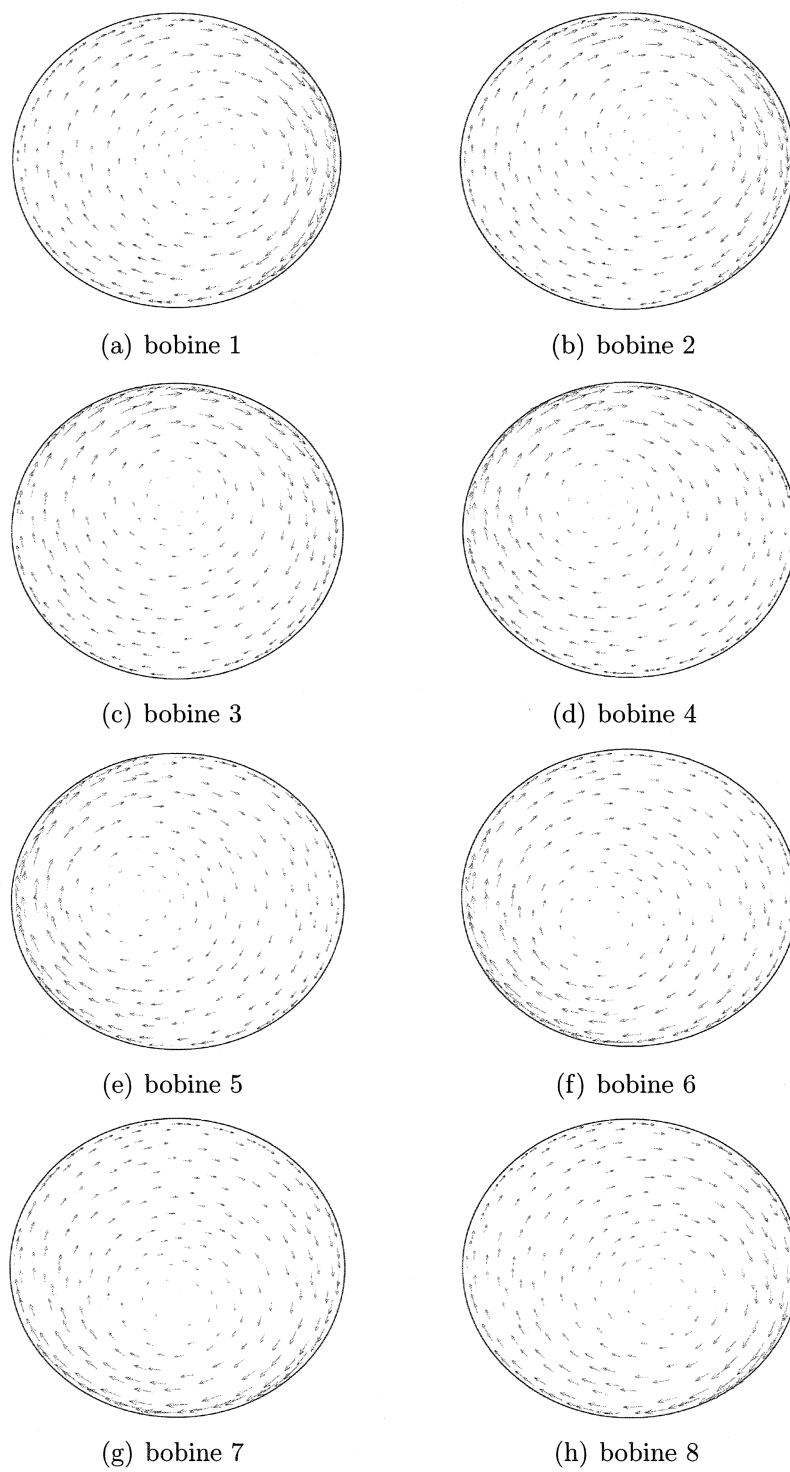 (a) bobine 1
(b) bobine 2
(c) bobine 3
(d) bobine 4
(e) bobine 5
(f) bobine 6
(g) bobine 7
(h) bobine 8